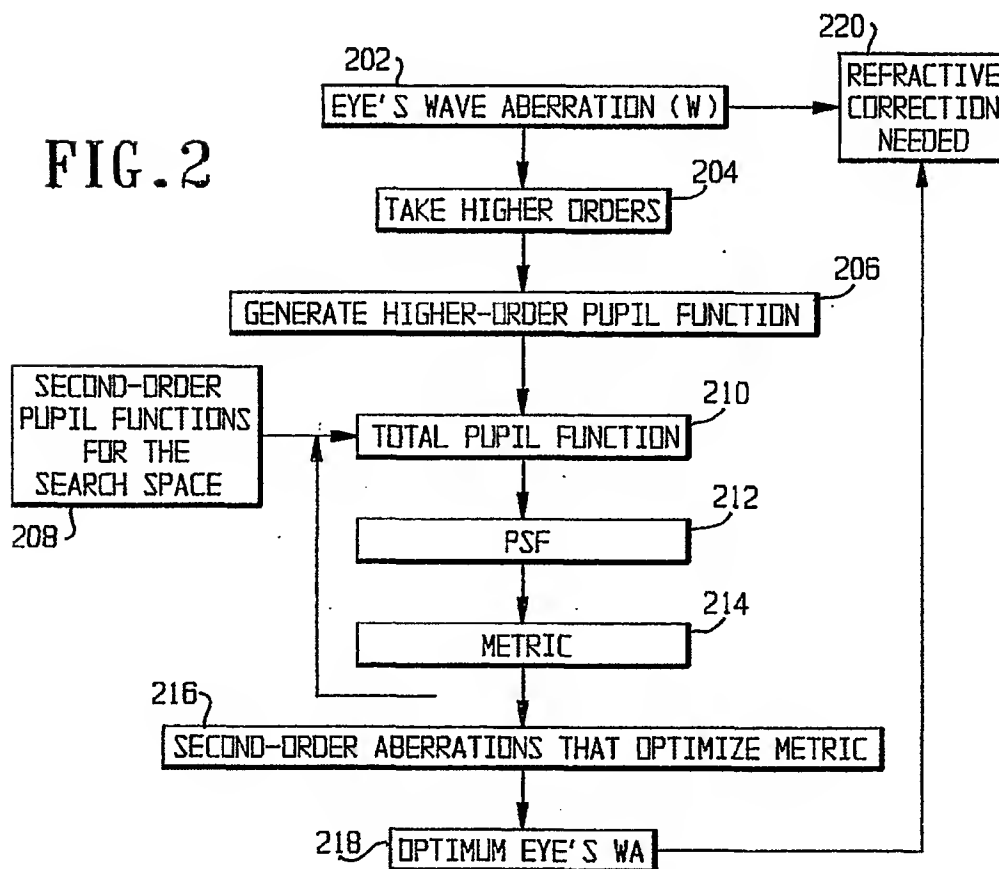 FIG.2
202
EYE'S WAVE ABERRATION (W)
220
REFRACTIVE
CORRECTION
NEEDED
204
TAKE HIGHER ORDERS
206
GENERATE HIGHER-ORDER PUPIL FUNCTION
SECOND-ORDER
PUPIL FUNCTIONS
FOR THE
SEARCH SPACE
208
210
TOTAL PUPIL FUNCTION
212
PSF
214
METRIC
216
SECOND-ORDER ABERRATIONS THAT OPTIMIZE METRIC
218
OPTIMUM EYE'S WA